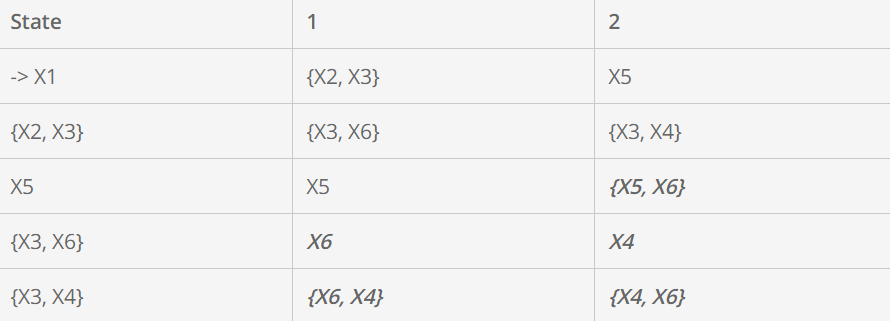 State 1 2
-> X1 {X2, X3} X5
{X2, X3} {X3, X6} {X3, X4}
X5 X5 {X5, X6}
{X3, X6} X6 X4
{X3, X4} {X6, X4} {X4, X6}